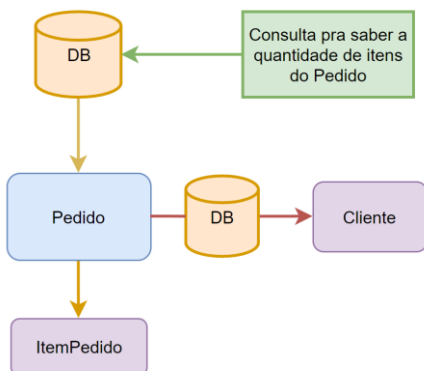 DB
Consulta pra saber a
quantidade de itens
do Pedido
Pedido
DB
Cliente
ItemPedido